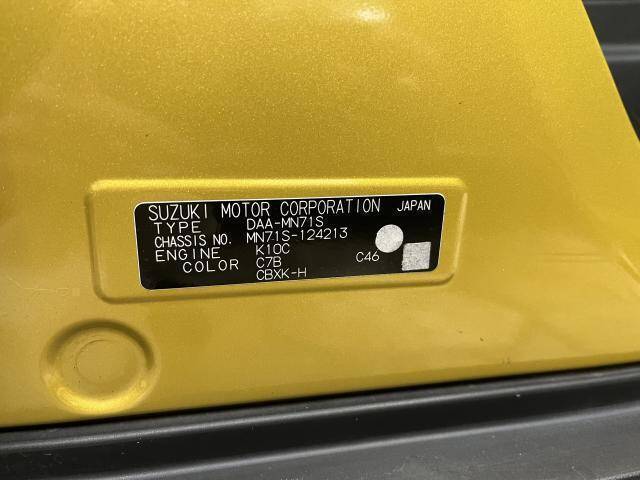 SUZUKI MOTOR CORPORATION JAPAN
TYPE DAA-MN71S
CHASSIS NO. MN71S-124213
ENGINE K10C
COLOR C7B C46
CBXK-H